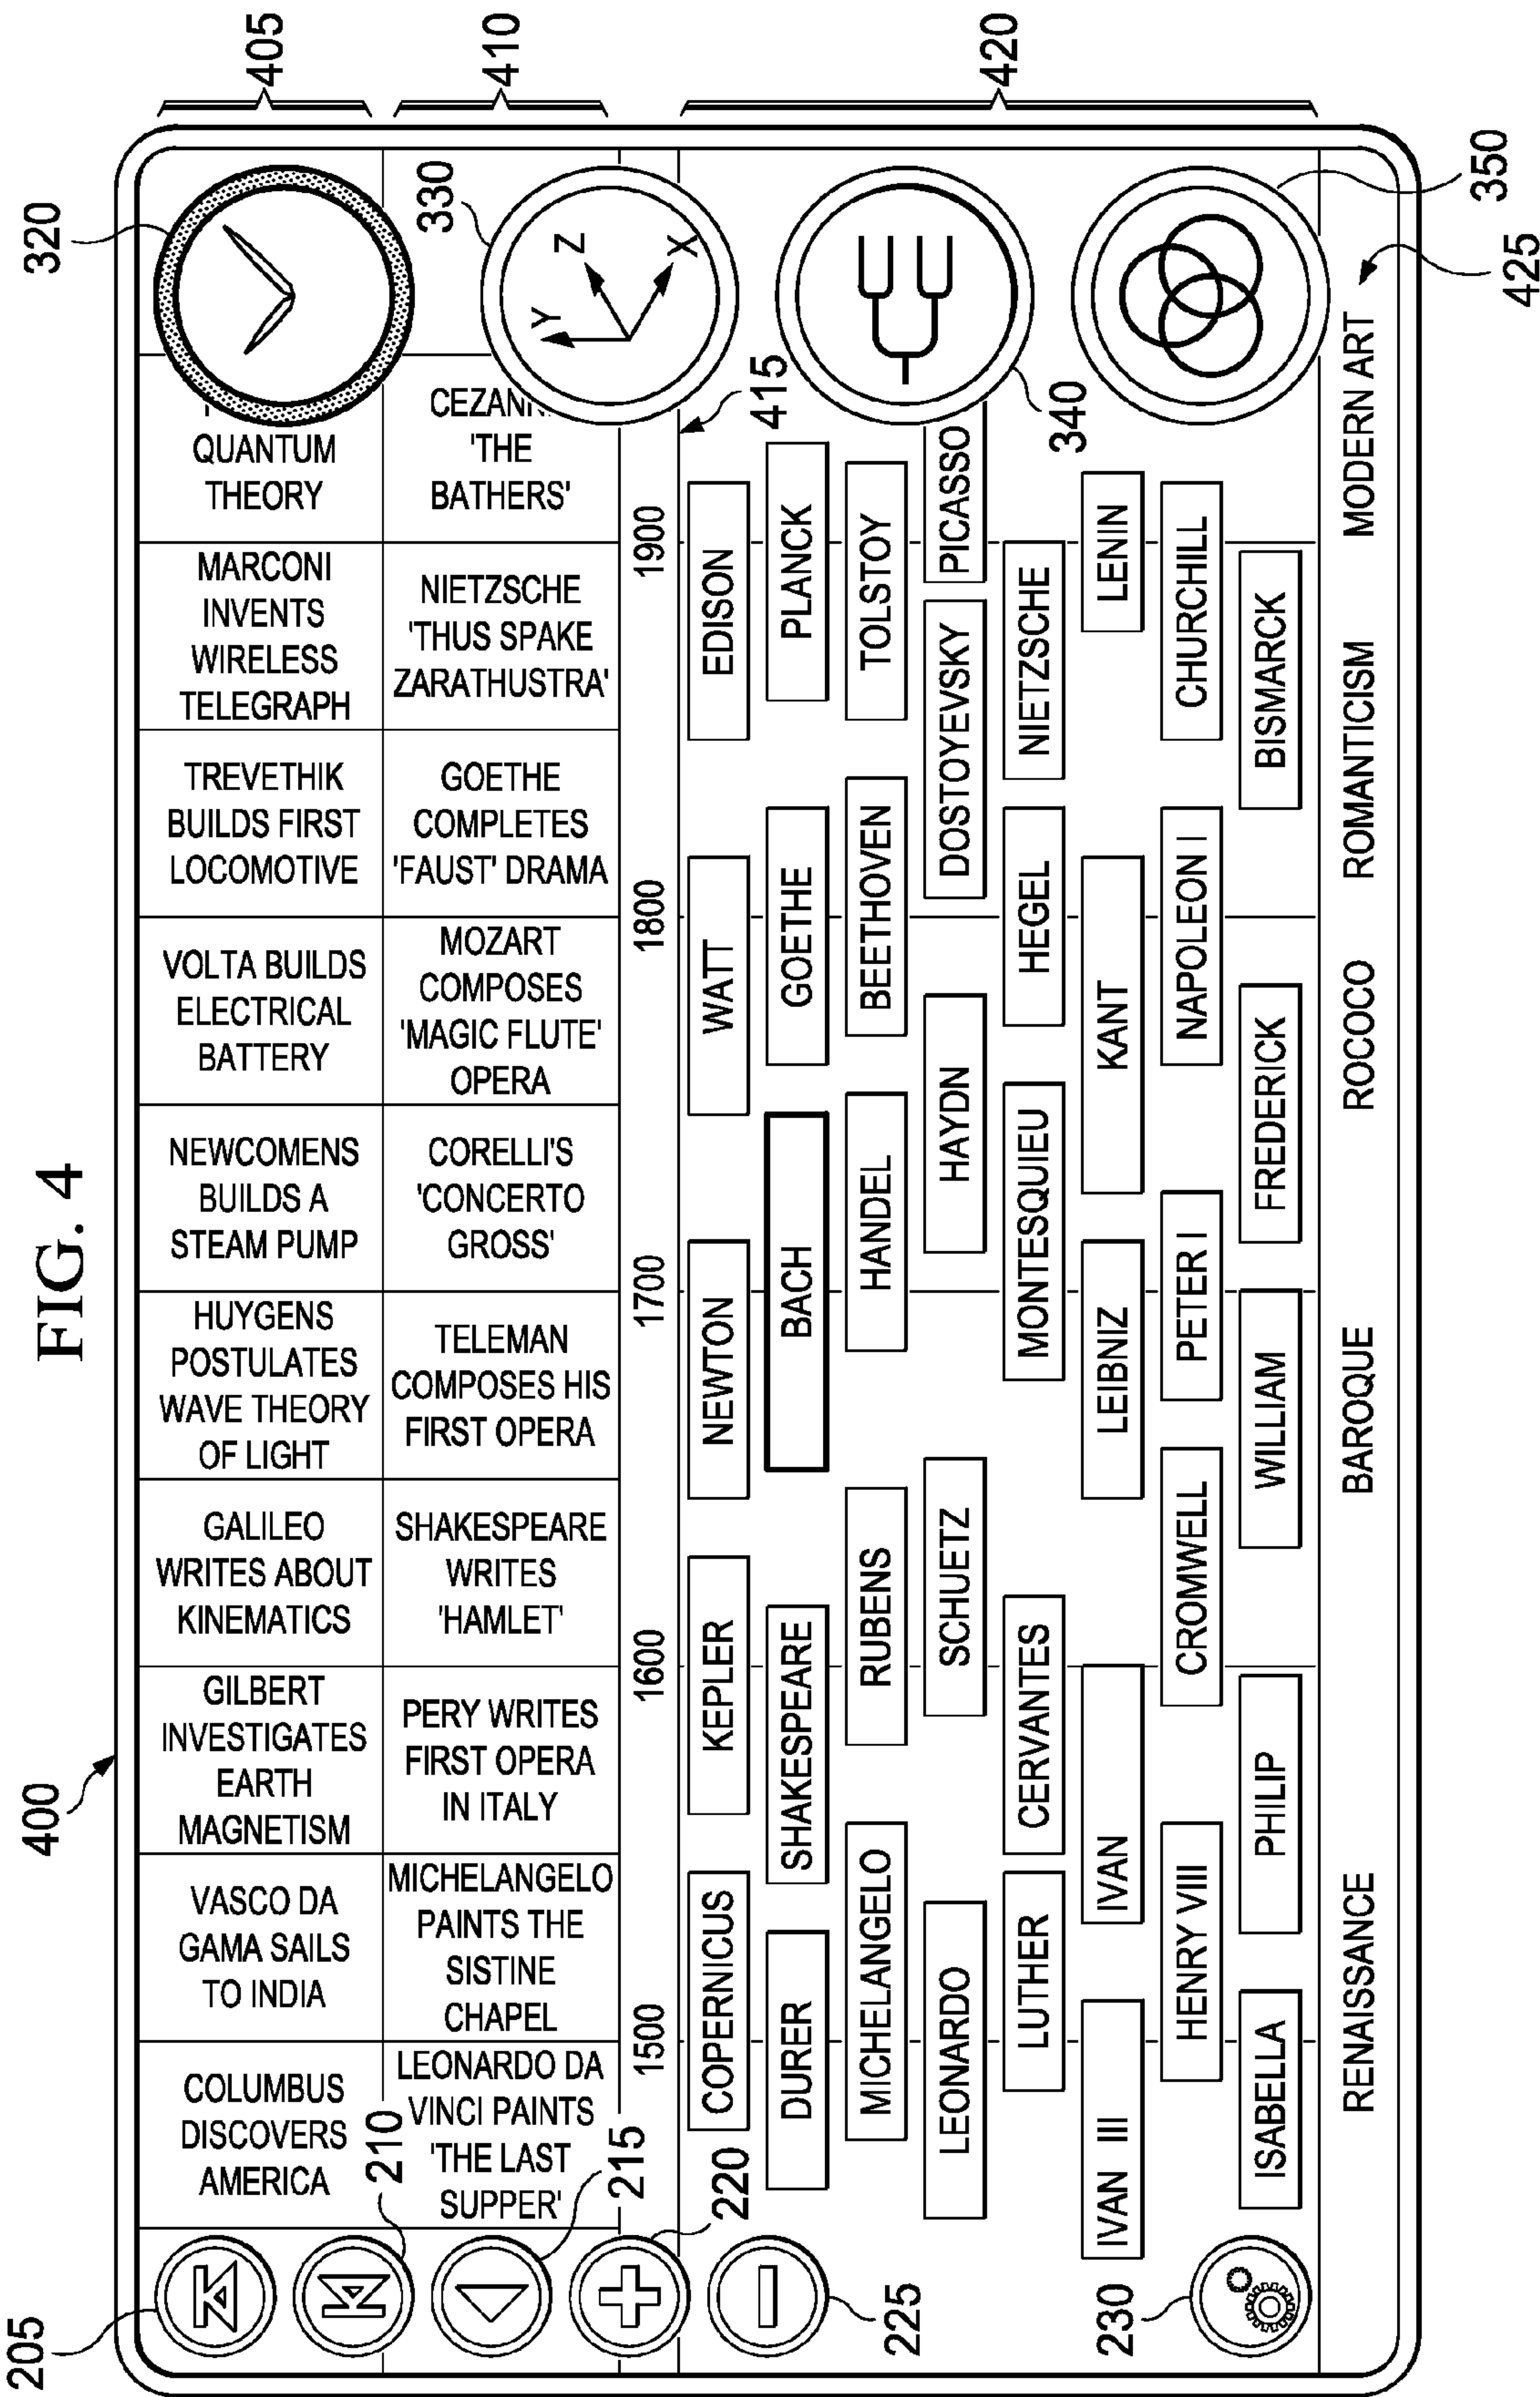 FIG. 4
400
205
320
405
COLUMBUS
DISCOVERS
AMERICA
VASCO DA
GAMA SAILS
TO INDIA
GILBERT
INVESTIGATES
EARTH
MAGNETISM
GALILEO
WRITES ABOUT
KINEMATICS
HUYGENS
POSTULATES
WAVE THEORY
OF LIGHT
NEWCOMENS
BUILDS A
STEAM PUMP
VOLTA BUILDS
ELECTRICAL
BATTERY
TREVETHIK
BUILDS FIRST
LOCOMOTIVE
MARCONI
INVENTS
WIRELESS
TELEGRAPH
QUANTUM
THEORY
210
330
410
LEONARDO DA
VINCI PAINTS
'THE LAST
SUPPER'
MICHELANGELO
PAINTS THE
SISTINE
CHAPEL
PERY WRITES
FIRST OPERA
IN ITALY
SHAKESPEARE
WRITES
'HAMLET'
TELEMAN
COMPOSES HIS
FIRST OPERA
CORELLI'S
'CONCERTO
GROSS'
MOZART
COMPOSES
'MAGIC FLUTE'
OPERA
GOETHE
COMPLETES
'FAUST' DRAMA
NIETZSCHE
'THUS SPAKE
ZARATHUSTRA'
CEZANN
'THE
BATHERS'
Y
Z
X
215
1500
1600
1700
1800
1900
220
415
COPERNICUS
KEPLER
NEWTON
WATT
EDISON
DURER
SHAKESPEARE
BACH
GOETHE
PLANCK
MICHELANGELO
RUBENS
HANDEL
BEETHOVEN
TOLSTOY
225
LEONARDO
SCHUETZ
HAYDN
DOSTOYEVSKY
PICASSO
420
LUTHER
CERVANTES
MONTESQUIEU
HEGEL
NIETZSCHE
340
230
IVAN III
IVAN
LEIBNIZ
KANT
LENIN
HENRY VIII
CROMWELL
PETER I
NAPOLEON I
CHURCHILL
ISABELLA
PHILIP
WILLIAM
FREDERICK
BISMARCK
RENAISSANCE
BAROQUE
ROCOCO
ROMANTICISM
MODERN ART
350
425